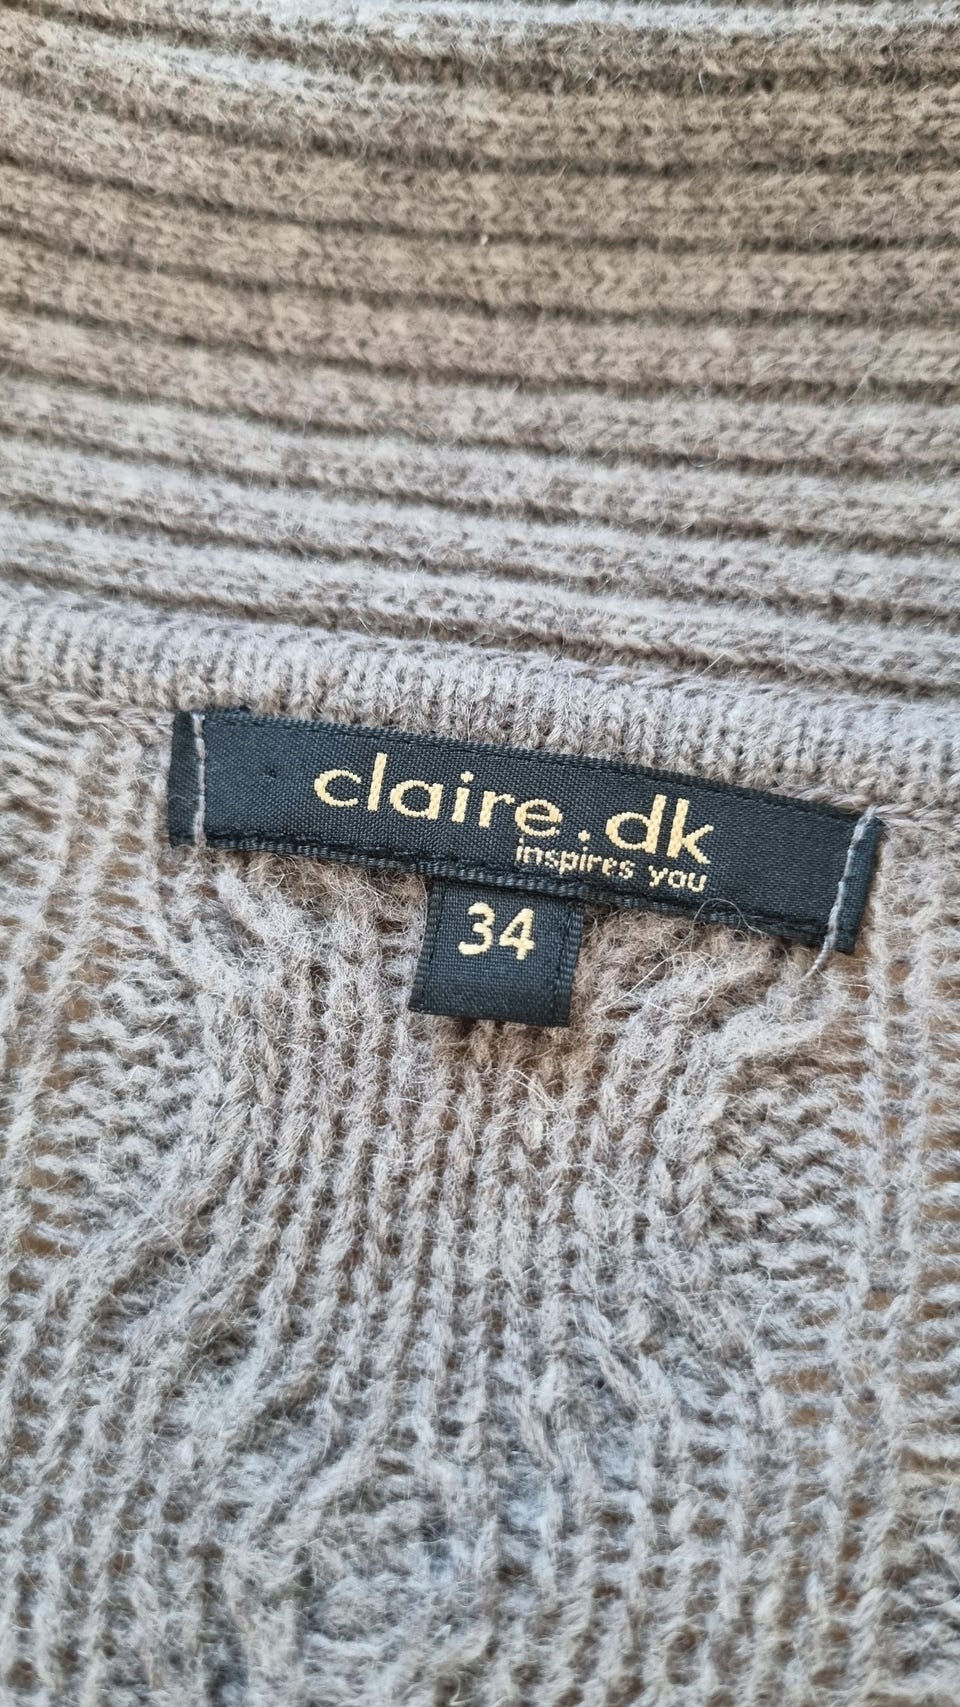 claire.dk
inspires you
34